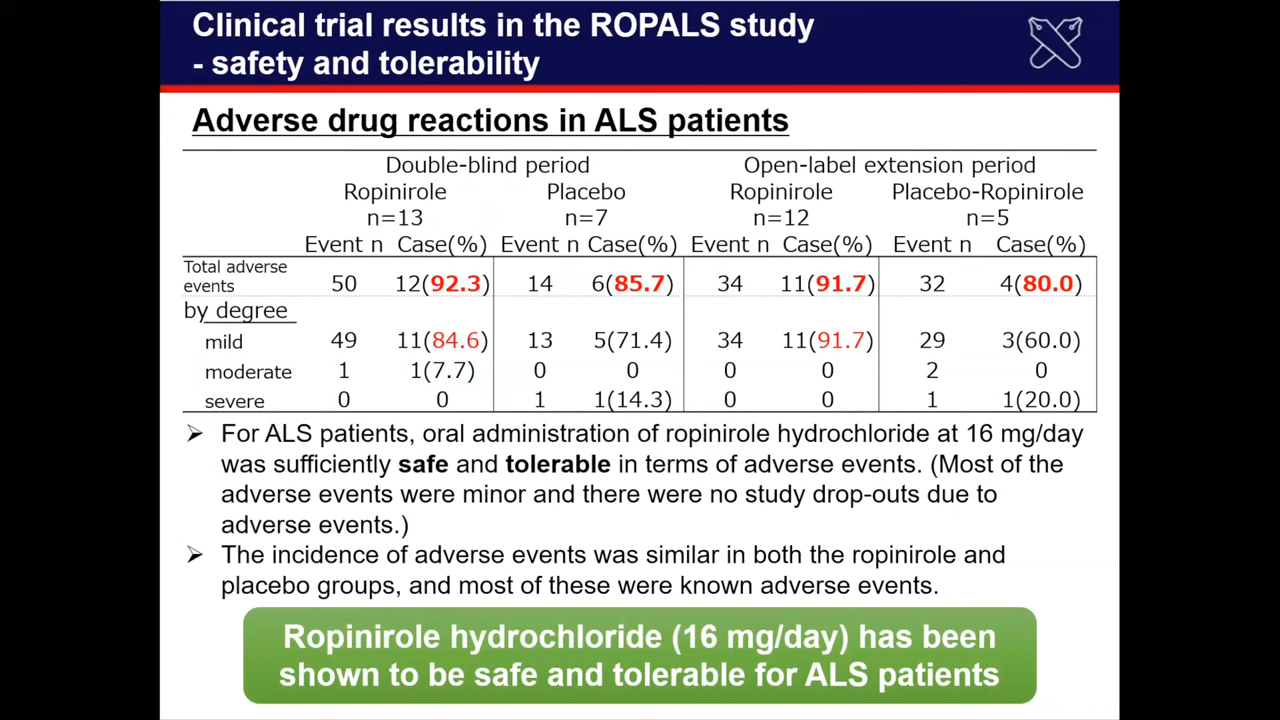 Clinical trial results in the ROPALS study
- safety and tolerability
Adverse drug reactions in ALS patients
Double-blind period Open-label extension period
Ropinirole Placebo Ropinirole Placebo-Ropinirole
n=13 n=7 n=12 n=5
Event n Case(%) Event n Case(%) Event n Case(%) Event n Case(%)
Total adverse
events 50 12(92.3) 14 6(85.7) 34 11(91.7) 32 4(80.0)
by degree
mild 49 11(84.6) 13 5(71.4) 34 11(91.7) 29 3(60.0)
moderate 1 1(7.7) 0 0 0 0 2 0
severe 0 0 1 1(14.3) 0 0 1 1(20.0)
➢ For ALS patients, oral administration of ropinirole hydrochloride at 16 mg/day
was sufficiently safe and tolerable in terms of adverse events. (Most of the
adverse events were minor and there were no study drop-outs due to
adverse events.)
➢ The incidence of adverse events was similar in both the ropinirole and
placebo groups, and most of these were known adverse events.
Ropinirole hydrochloride (16 mg/day) has been
shown to be safe and tolerable for ALS patients